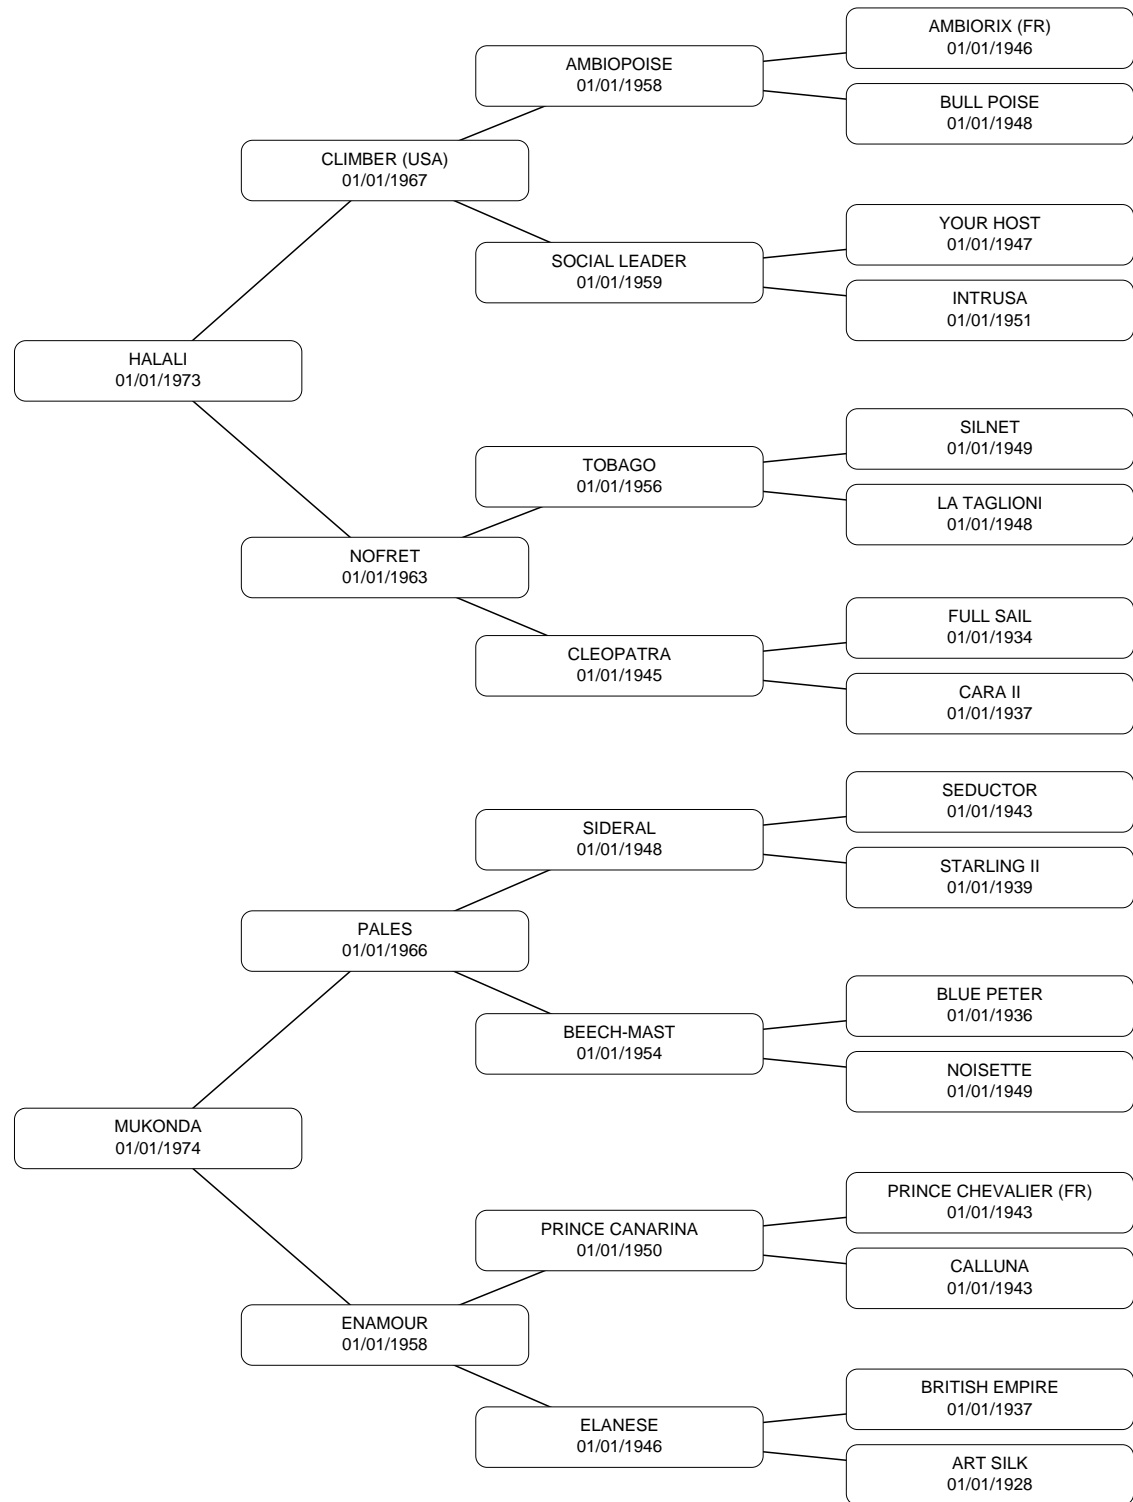 AMBIORIX (FR)
01/01/1946
AMBIOPOISE
01/01/1958
BULL POISE
01/01/1948
CLIMBER (USA)
01/01/1967
YOUR HOST
01/01/1947
SOCIAL LEADER
01/01/1959
INTRUSA
01/01/1951
HALALI
01/01/1973
SILNET
01/01/1949
TOBAGO
01/01/1956
LA TAGLIONI
01/01/1948
NOFRET
01/01/1963
FULL SAIL
01/01/1934
CLEOPATRA
01/01/1945
CARA II
01/01/1937
SEDUCTOR
01/01/1943
SIDERAL
01/01/1948
STARLING II
01/01/1939
PALES
01/01/1966
BLUE PETER
01/01/1936
BEECH-MAST
01/01/1954
NOISETTE
01/01/1949
MUKONDA
01/01/1974
PRINCE CHEVALIER (FR)
01/01/1943
PRINCE CANARINA
01/01/1950
CALLUNA
01/01/1943
ENAMOUR
01/01/1958
BRITISH EMPIRE
01/01/1937
ELANESE
01/01/1946
ART SILK
01/01/1928